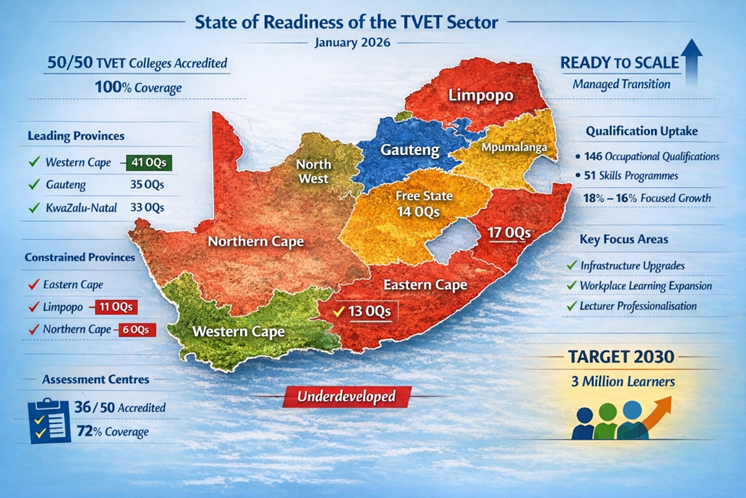 State of Readiness of the TVET Sector
January 2026
50/50 TVET Colleges Accredited
100% Coverage
READY TO SCALE
Managed Transition
Leading Provinces
Western Cape 41 OQs
Gauteng 35 OQs
KwaZalu-Natal 33 OQs
Constrained Provinces
Eastern Cape
Limpopo 11 OQs
Northern Cape 6 OQs
Assessment Centres
36/50 Accredited
72% Coverage
Limpopo
North
West
Gauteng
Mpumalanga
Free State
14 OQs
17 OQs
Northern Cape
Eastern Cape
13 OQs
Western Cape
Underdeveloped
Qualification Uptake
• 146 Occupational Qualifications
• 51 Skills Programmes
18% – 16% Focused Growth
Key Focus Areas
Infrastructure Upgrades
Workplace Learning Expansion
Lecturer Professionalisation
TARGET 2030
3 Million Learners